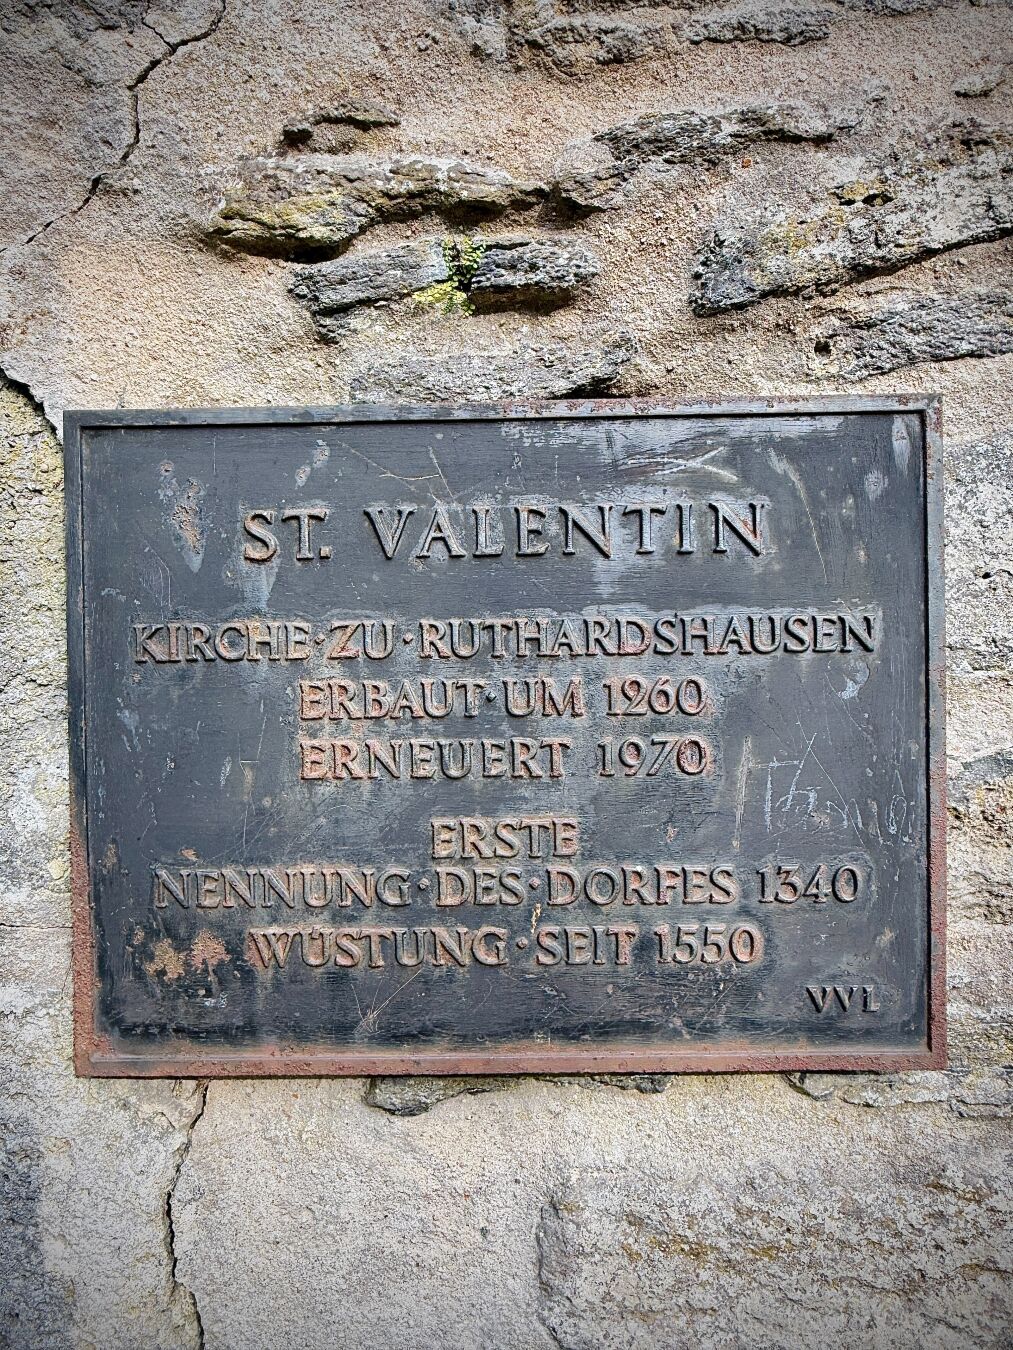 ST. VALENTIN
KIRCHE·ZU·RUTHARDSHAUSEN
ERBAUT·UM 1260
ERNEUERT 1970
ERSTE
NENNUNG·DES·DORFES 1340
WÜSTUNG·SEIT 1550
VVL